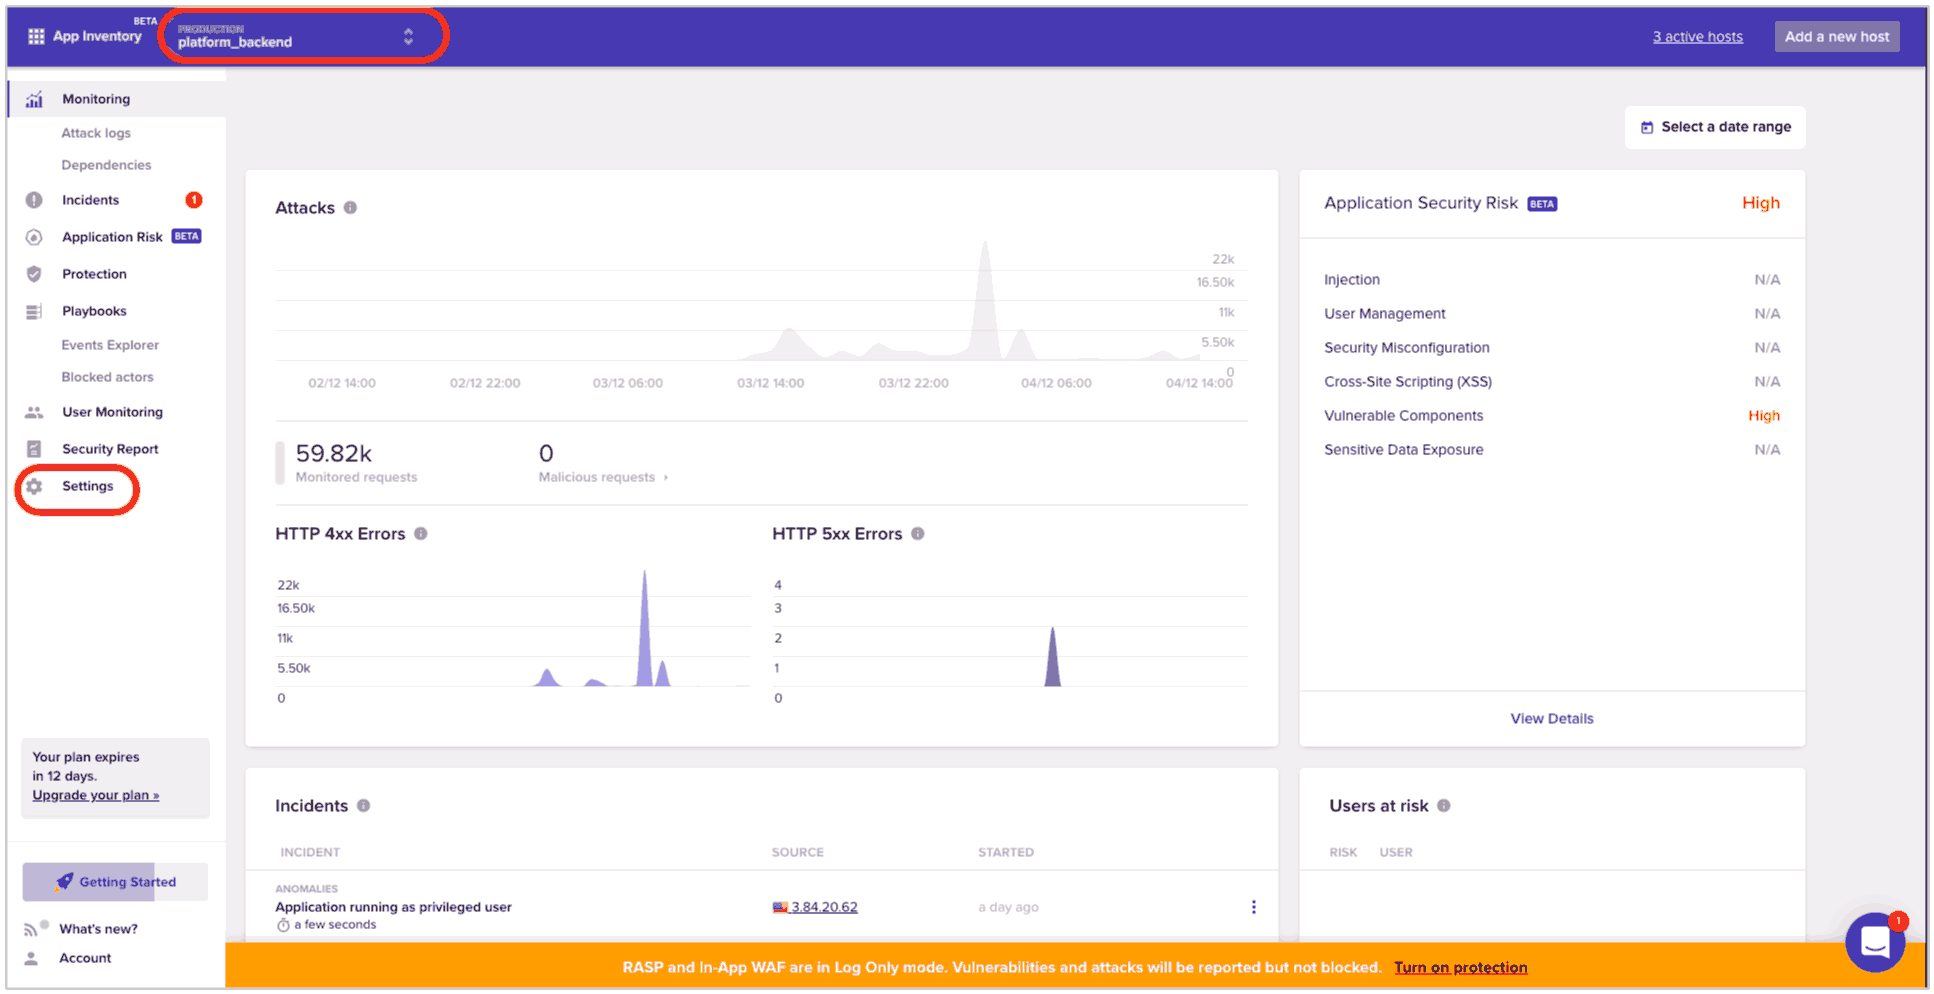 BETA
App Inventory
PRODUCTION
platform_backend
3 active hosts
Add a new host
Monitoring
Attack logs
Dependencies
Incidents 1
Application Risk BETA
Protection
Playbooks
Events Explorer
Blocked actors
User Monitoring
Security Report
Settings
Your plan expires
in 12 days.
Upgrade your plan »
Getting Started
What's new?
Account
Select a date range
Attacks
22k
16.50k
11k
5.50k
0
02/12 14:00 02/12 22:00 03/12 06:00 03/12 14:00 03/12 22:00 04/12 06:00 04/12 14:00
59.82k
Monitored requests
0
Malicious requests ›
HTTP 4xx Errors
22k
16.50k
11k
5.50k
0
HTTP 5xx Errors
4
3
2
1
0
Application Security Risk BETA High
Injection N/A
User Management N/A
Security Misconfiguration N/A
Cross-Site Scripting (XSS) N/A
Vulnerable Components High
Sensitive Data Exposure N/A
View Details
Incidents
INCIDENT SOURCE STARTED
ANOMALIES
Application running as privileged user 3.84.20.62 a day ago
a few seconds
Users at risk
RISK USER
1
RASP and In-App WAF are in Log Only mode. Vulnerabilities and attacks will be reported but not blocked. Turn on protection